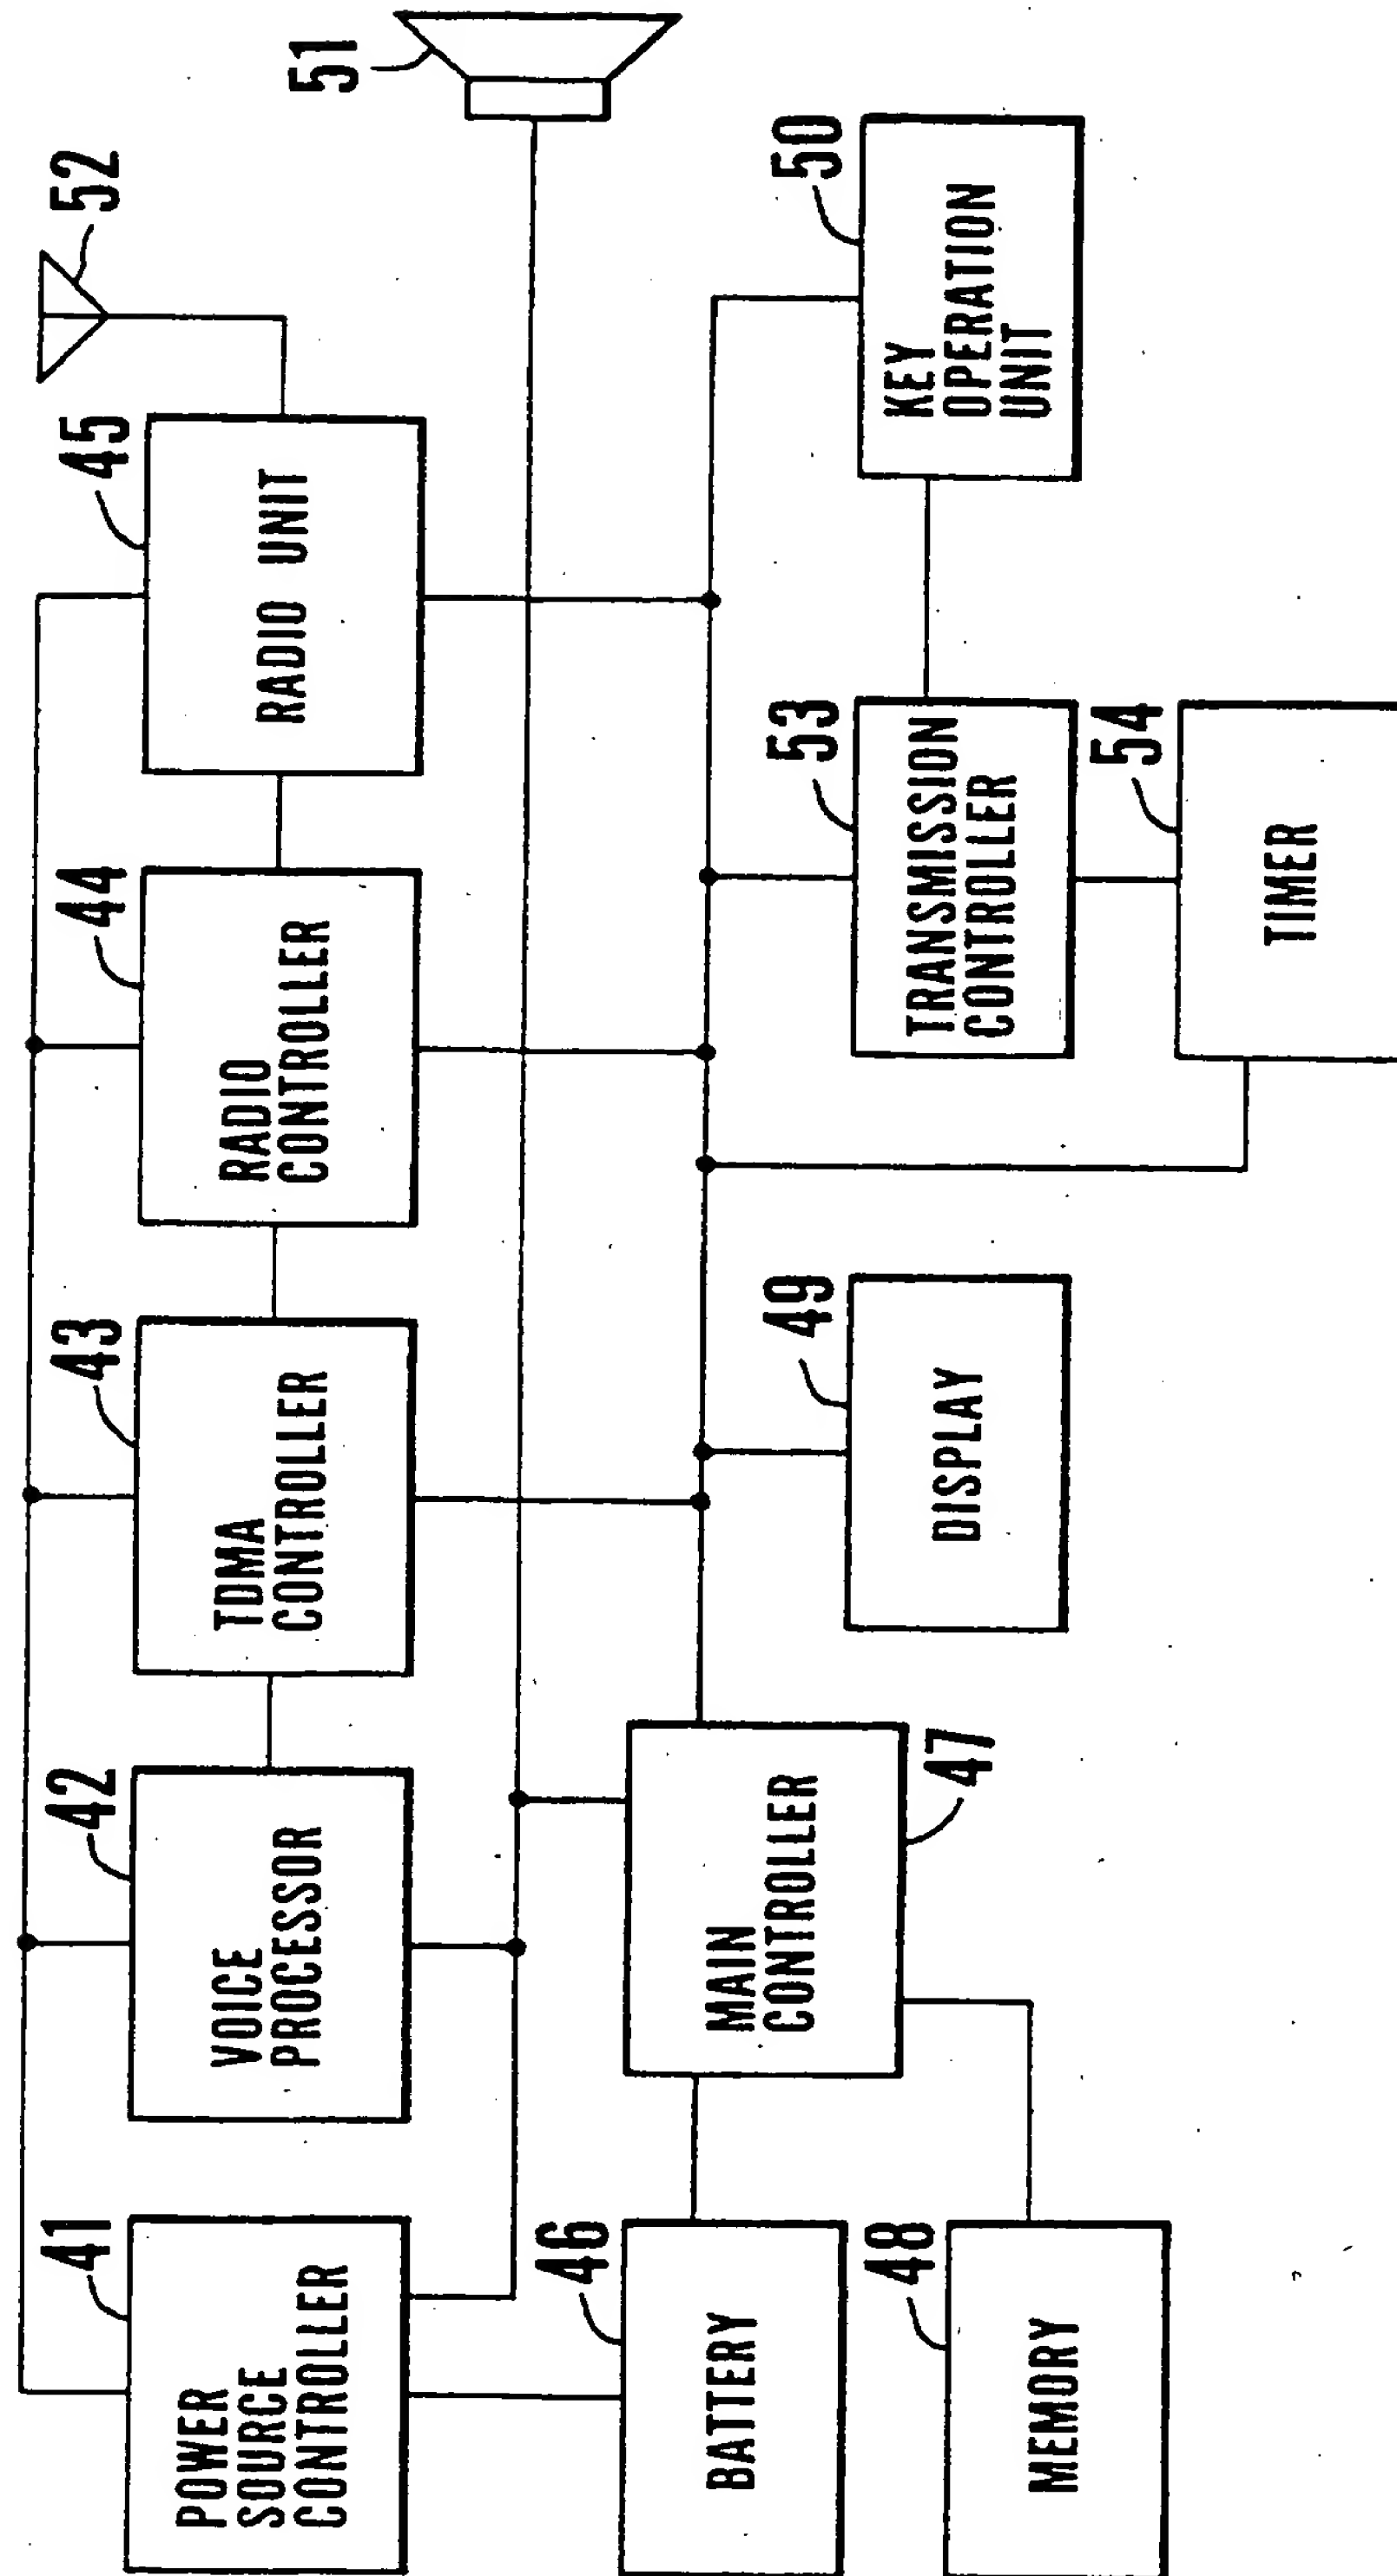 41
POWER
SOURCE
CONTROLLER
42
VOICE
PROCESSOR
43
TDMA
CONTROLLER
44
RADIO
CONTROLLER
45
RADIO UNIT
52
51
46
BATTERY
47
MAIN
CONTROLLER
48
MEMORY
49
DISPLAY
53
TRANSMISSION
CONTROLLER
50
KEY
OPERATION
UNIT
54
TIMER